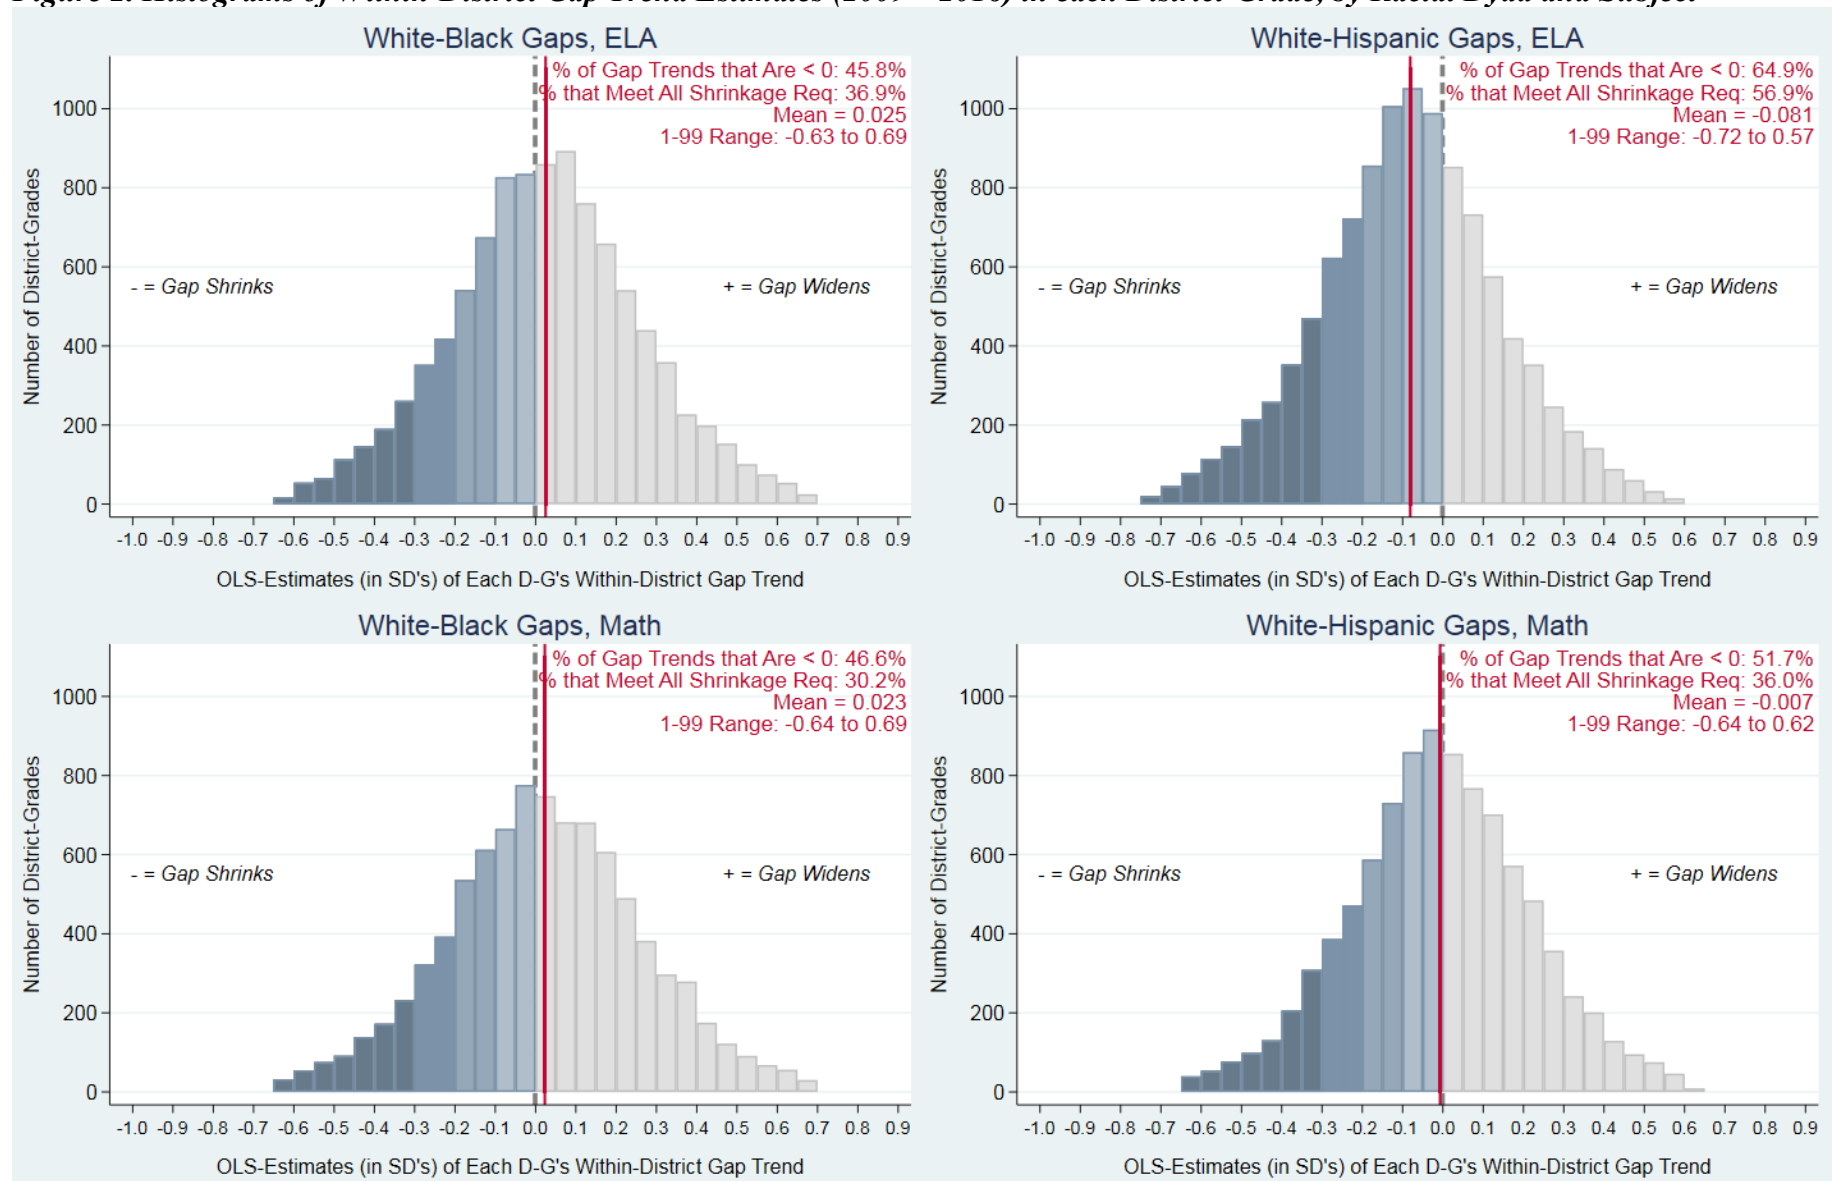 Histograms of Within-District Gap Trend Estimates in each District-Grade, by Racial Dyad and Subject
White-Black Gaps, ELA
% of Gap Trends that Are < 0: 45.8%
% that Meet All Shrinkage Req: 36.9%
Mean = 0.025
1-99 Range: -0.63 to 0.69
Number of District-Grades
1000
800
600
400
200
0
- = Gap Shrinks
+ = Gap Widens
-1.0 -0.9 -0.8 -0.7 -0.6 -0.5 -0.4 -0.3 -0.2 -0.1 0.0 0.1 0.2 0.3 0.4 0.5 0.6 0.7 0.8 0.9
OLS-Estimates (in SD's) of Each D-G's Within-District Gap Trend
White-Hispanic Gaps, ELA
% of Gap Trends that Are < 0: 64.9%
% that Meet All Shrinkage Req: 56.9%
Mean = -0.081
1-99 Range: -0.72 to 0.57
Number of District-Grades
1000
800
600
400
200
0
- = Gap Shrinks
+ = Gap Widens
-1.0 -0.9 -0.8 -0.7 -0.6 -0.5 -0.4 -0.3 -0.2 -0.1 0.0 0.1 0.2 0.3 0.4 0.5 0.6 0.7 0.8 0.9
OLS-Estimates (in SD's) of Each D-G's Within-District Gap Trend
White-Black Gaps, Math
% of Gap Trends that Are < 0: 46.6%
% that Meet All Shrinkage Req: 30.2%
Mean = 0.023
1-99 Range: -0.64 to 0.69
Number of District-Grades
1000
800
600
400
200
0
- = Gap Shrinks
+ = Gap Widens
-1.0 -0.9 -0.8 -0.7 -0.6 -0.5 -0.4 -0.3 -0.2 -0.1 0.0 0.1 0.2 0.3 0.4 0.5 0.6 0.7 0.8 0.9
OLS-Estimates (in SD's) of Each D-G's Within-District Gap Trend
White-Hispanic Gaps, Math
% of Gap Trends that Are < 0: 51.7%
% that Meet All Shrinkage Req: 36.0%
Mean = -0.007
1-99 Range: -0.64 to 0.62
Number of District-Grades
1000
800
600
400
200
0
- = Gap Shrinks
+ = Gap Widens
-1.0 -0.9 -0.8 -0.7 -0.6 -0.5 -0.4 -0.3 -0.2 -0.1 0.0 0.1 0.2 0.3 0.4 0.5 0.6 0.7 0.8 0.9
OLS-Estimates (in SD's) of Each D-G's Within-District Gap Trend